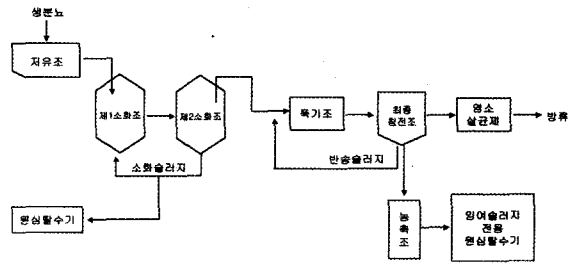 생분뇨
저유조
제1소화조
제2소화조
폭기조
최종
침전조
염소
살균제
방류
소화슬러지
반송슬러지
원심탈수기
농
축
조
잉여슬러지
전용
원심탈수기